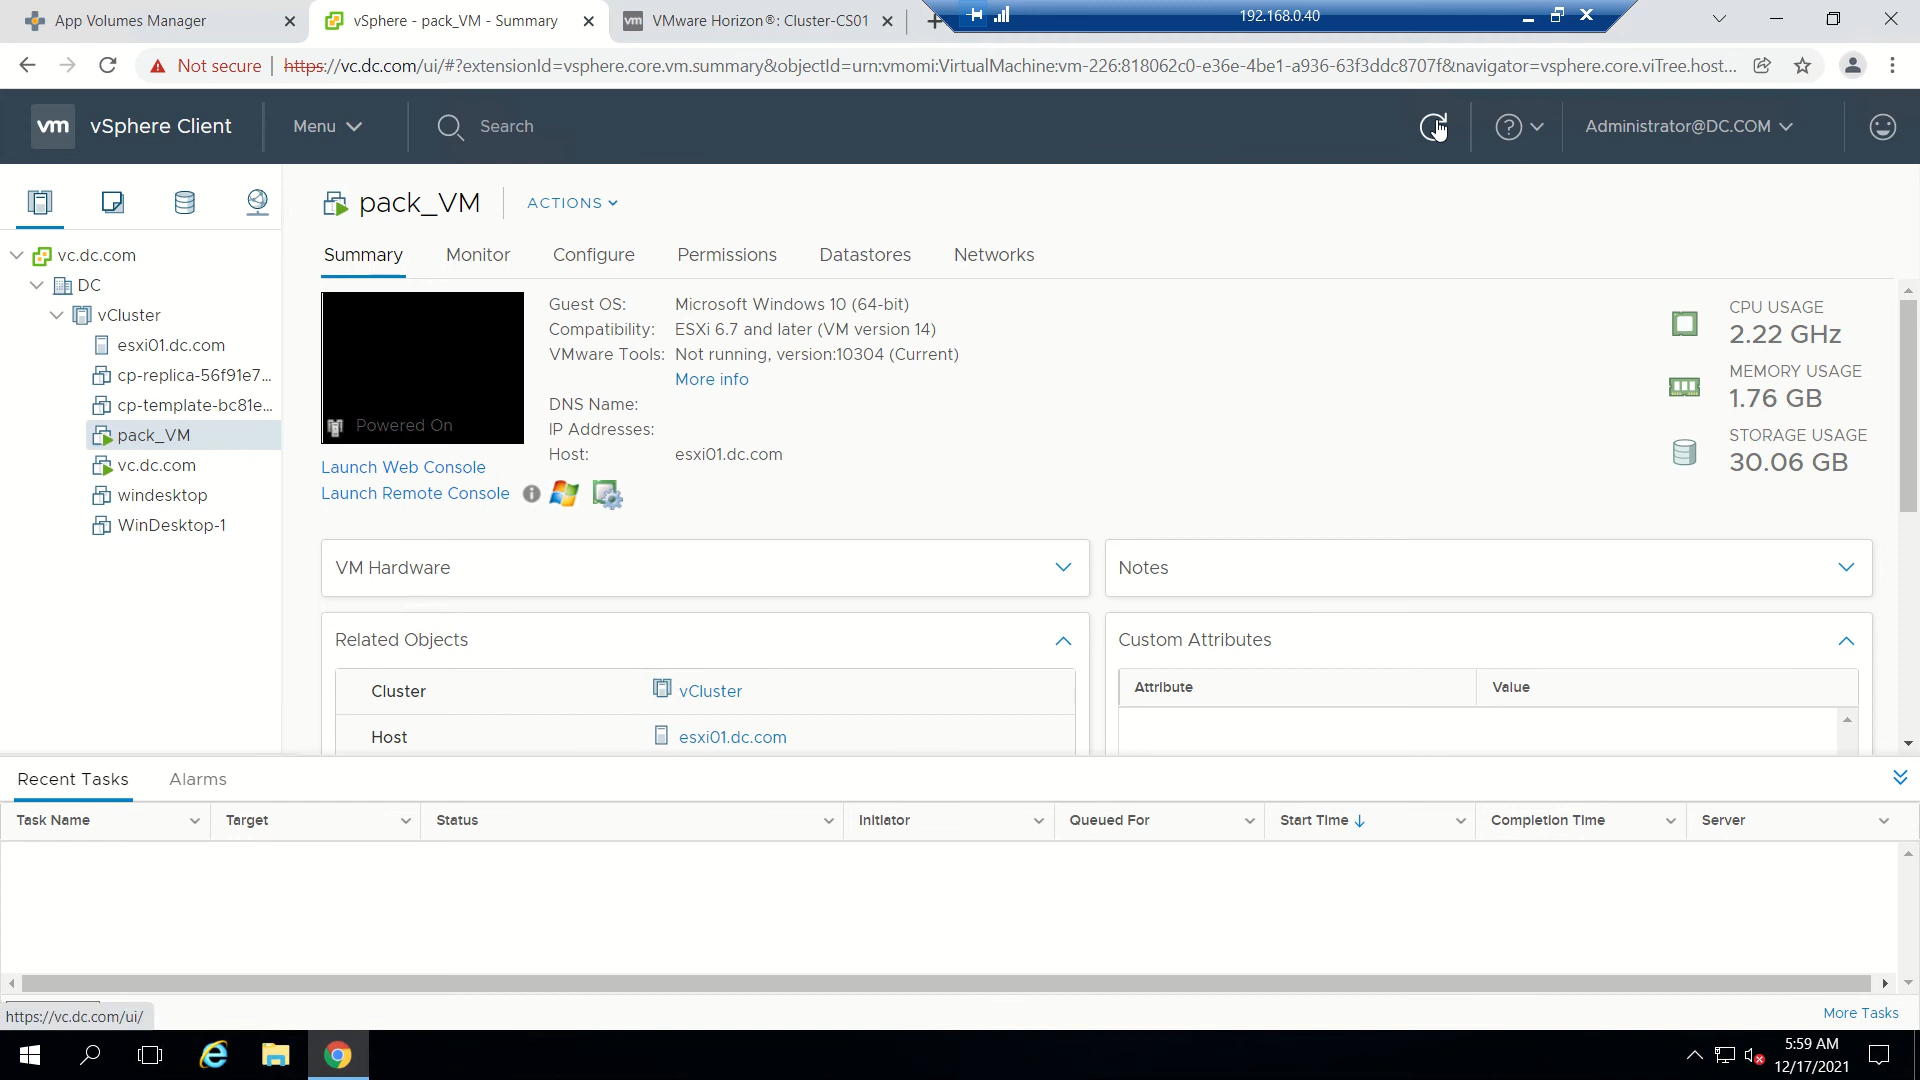 App Volumes Manager
vSphere - pack_VM - Summary
VMware Horizon®: Cluster-CS01
192.168.0.40
Not secure
https://vc.dc.com/ui/#?extensionId=vsphere.core.vm.summary&objectId=urn:vmomi:VirtualMachine:vm-226:818062c0-e36e-4be1-a936-63f3ddc8707f&navigator=vsphere.core.viTree.host...
vm
vSphere Client
Menu
Search
Administrator@DC.COM
pack_VM
ACTIONS
Summary
Monitor
Configure
Permissions
Datastores
Networks
vc.dc.com
DC
vCluster
esxi01.dc.com
cp-replica-56f91e7...
cp-template-bc81e...
pack_VM
vc.dc.com
windesktop
WinDesktop-1
Powered On
Launch Web Console
Launch Remote Console
Guest OS: Microsoft Windows 10 (64-bit)
Compatibility: ESXi 6.7 and later (VM version 14)
VMware Tools: Not running, version:10304 (Current)
More info
DNS Name:
IP Addresses:
Host: esxi01.dc.com
CPU USAGE
2.22 GHz
MEMORY USAGE
1.76 GB
STORAGE USAGE
30.06 GB
VM Hardware
Notes
Related Objects
Cluster vCluster
Host esxi01.dc.com
Custom Attributes
Attribute Value
Recent Tasks
Alarms
Task Name Target Status Initiator Queued For Start Time Completion Time Server
https://vc.dc.com/ui/
More Tasks
5:59 AM
12/17/2021